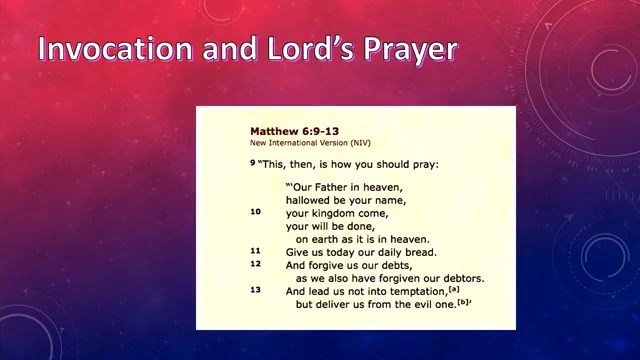 Invocation and Lord's Prayer
Matthew 6:9-13
New International Version (NIV)
9 “This, then, is how you should pray:
“‘Our Father in heaven,
hallowed be your name,
10 your kingdom come,
your will be done,
on earth as it is in heaven.
11 Give us today our daily bread.
12 And forgive us our debts,
as we also have forgiven our debtors.
13 And lead us not into temptation,[a]
but deliver us from the evil one.[b]’